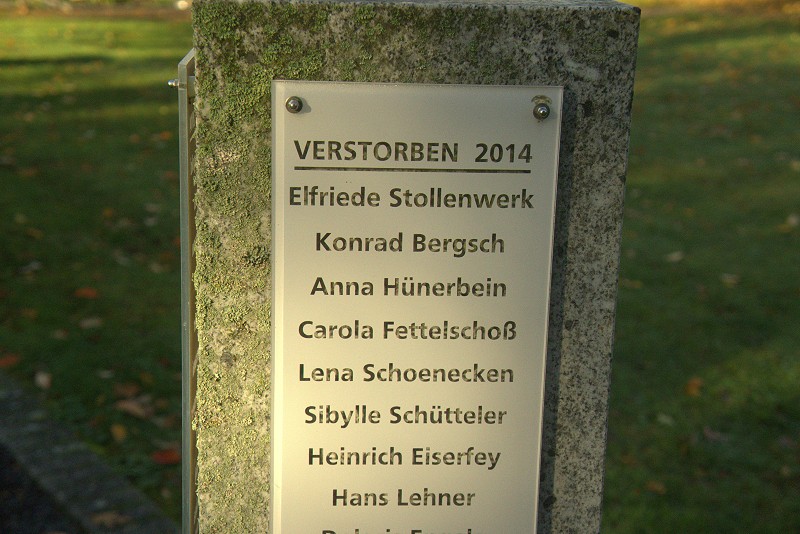 VERSTORBEN 2014
Elfriede Stollenwerk
Konrad Bergsch
Anna Hünerbein
Carola Fettelschoß
Lena Schoenecken
Sibylle Schütteler
Heinrich Eiserfey
Hans Lehner